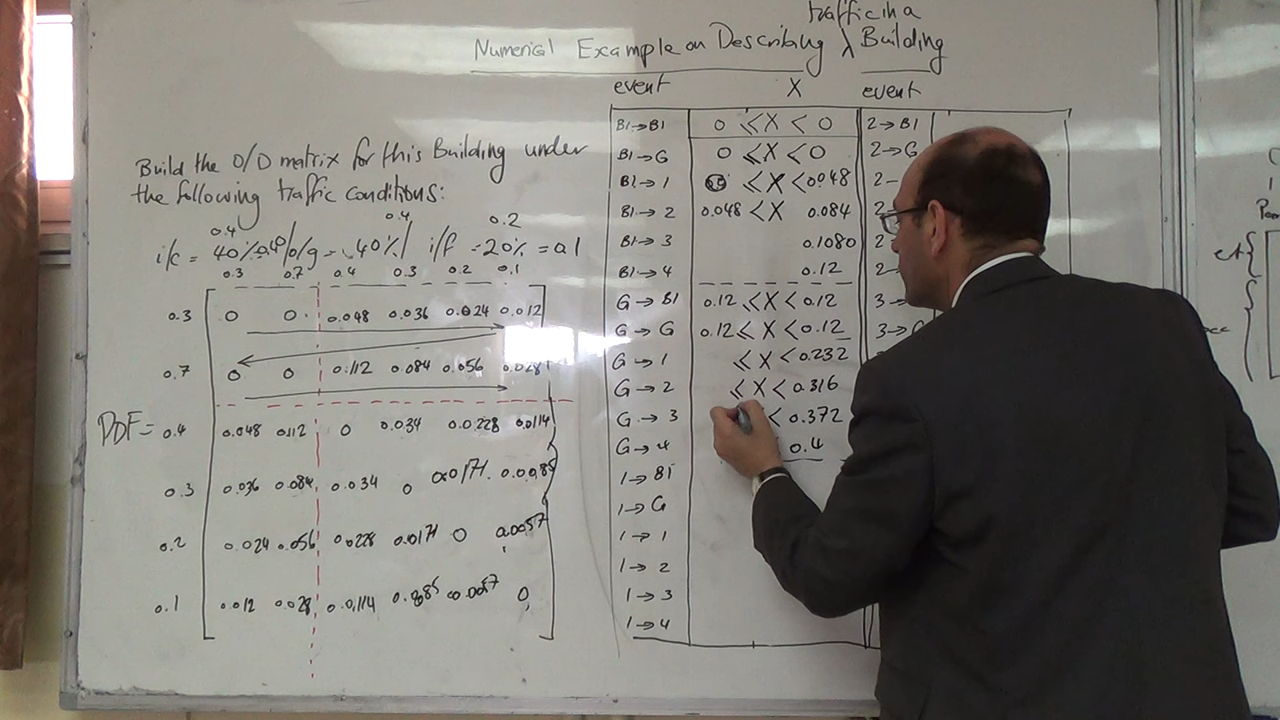 traffic in a
Numerical Example on Describing λ Building
Build the O/D matrix for this Building under
the following traffic conditions:
0.4 0.4 0.2
i/c = 40% o/g = 40% i/f = 20% = 0.1
0.3 0.7 0.4 0.3 0.2 0.1
0.3 0 0 0.048 0.036 0.024 0.012
0.7 0 0 0.112 0.084 0.056 0.028
PDF = 0.4 0.048 0.112 0 0.034 0.0228 0.0114
0.3 0.036 0.084 0.034 0 0.0171 0.0085
0.2 0.024 0.056 0.0228 0.0171 0 0.0057
0.1 0.012 0.028 0.0114 0.0085 0.0057 0
event X event
B1→B1 0 ⩽ X < 0 2→B1
B1→G 0 ⩽ X < 0 2→G
B1→1 ⩽ X < 0.048 2-
B1→2 0.048 < X 0.084 2
B1→3 0.1080 2
B1→4 0.12 2-
G→B1 0.12 ⩽ X < 0.12 3→
G→G 0.12 ⩽ X < 0.12 3→G
G→1 ⩽ X < 0.232
G→2 ⩽ X < 0.316
G→3 < 0.372
G→4 0.4
1→B1
1→G
1→1
1→2
1→3
1→4